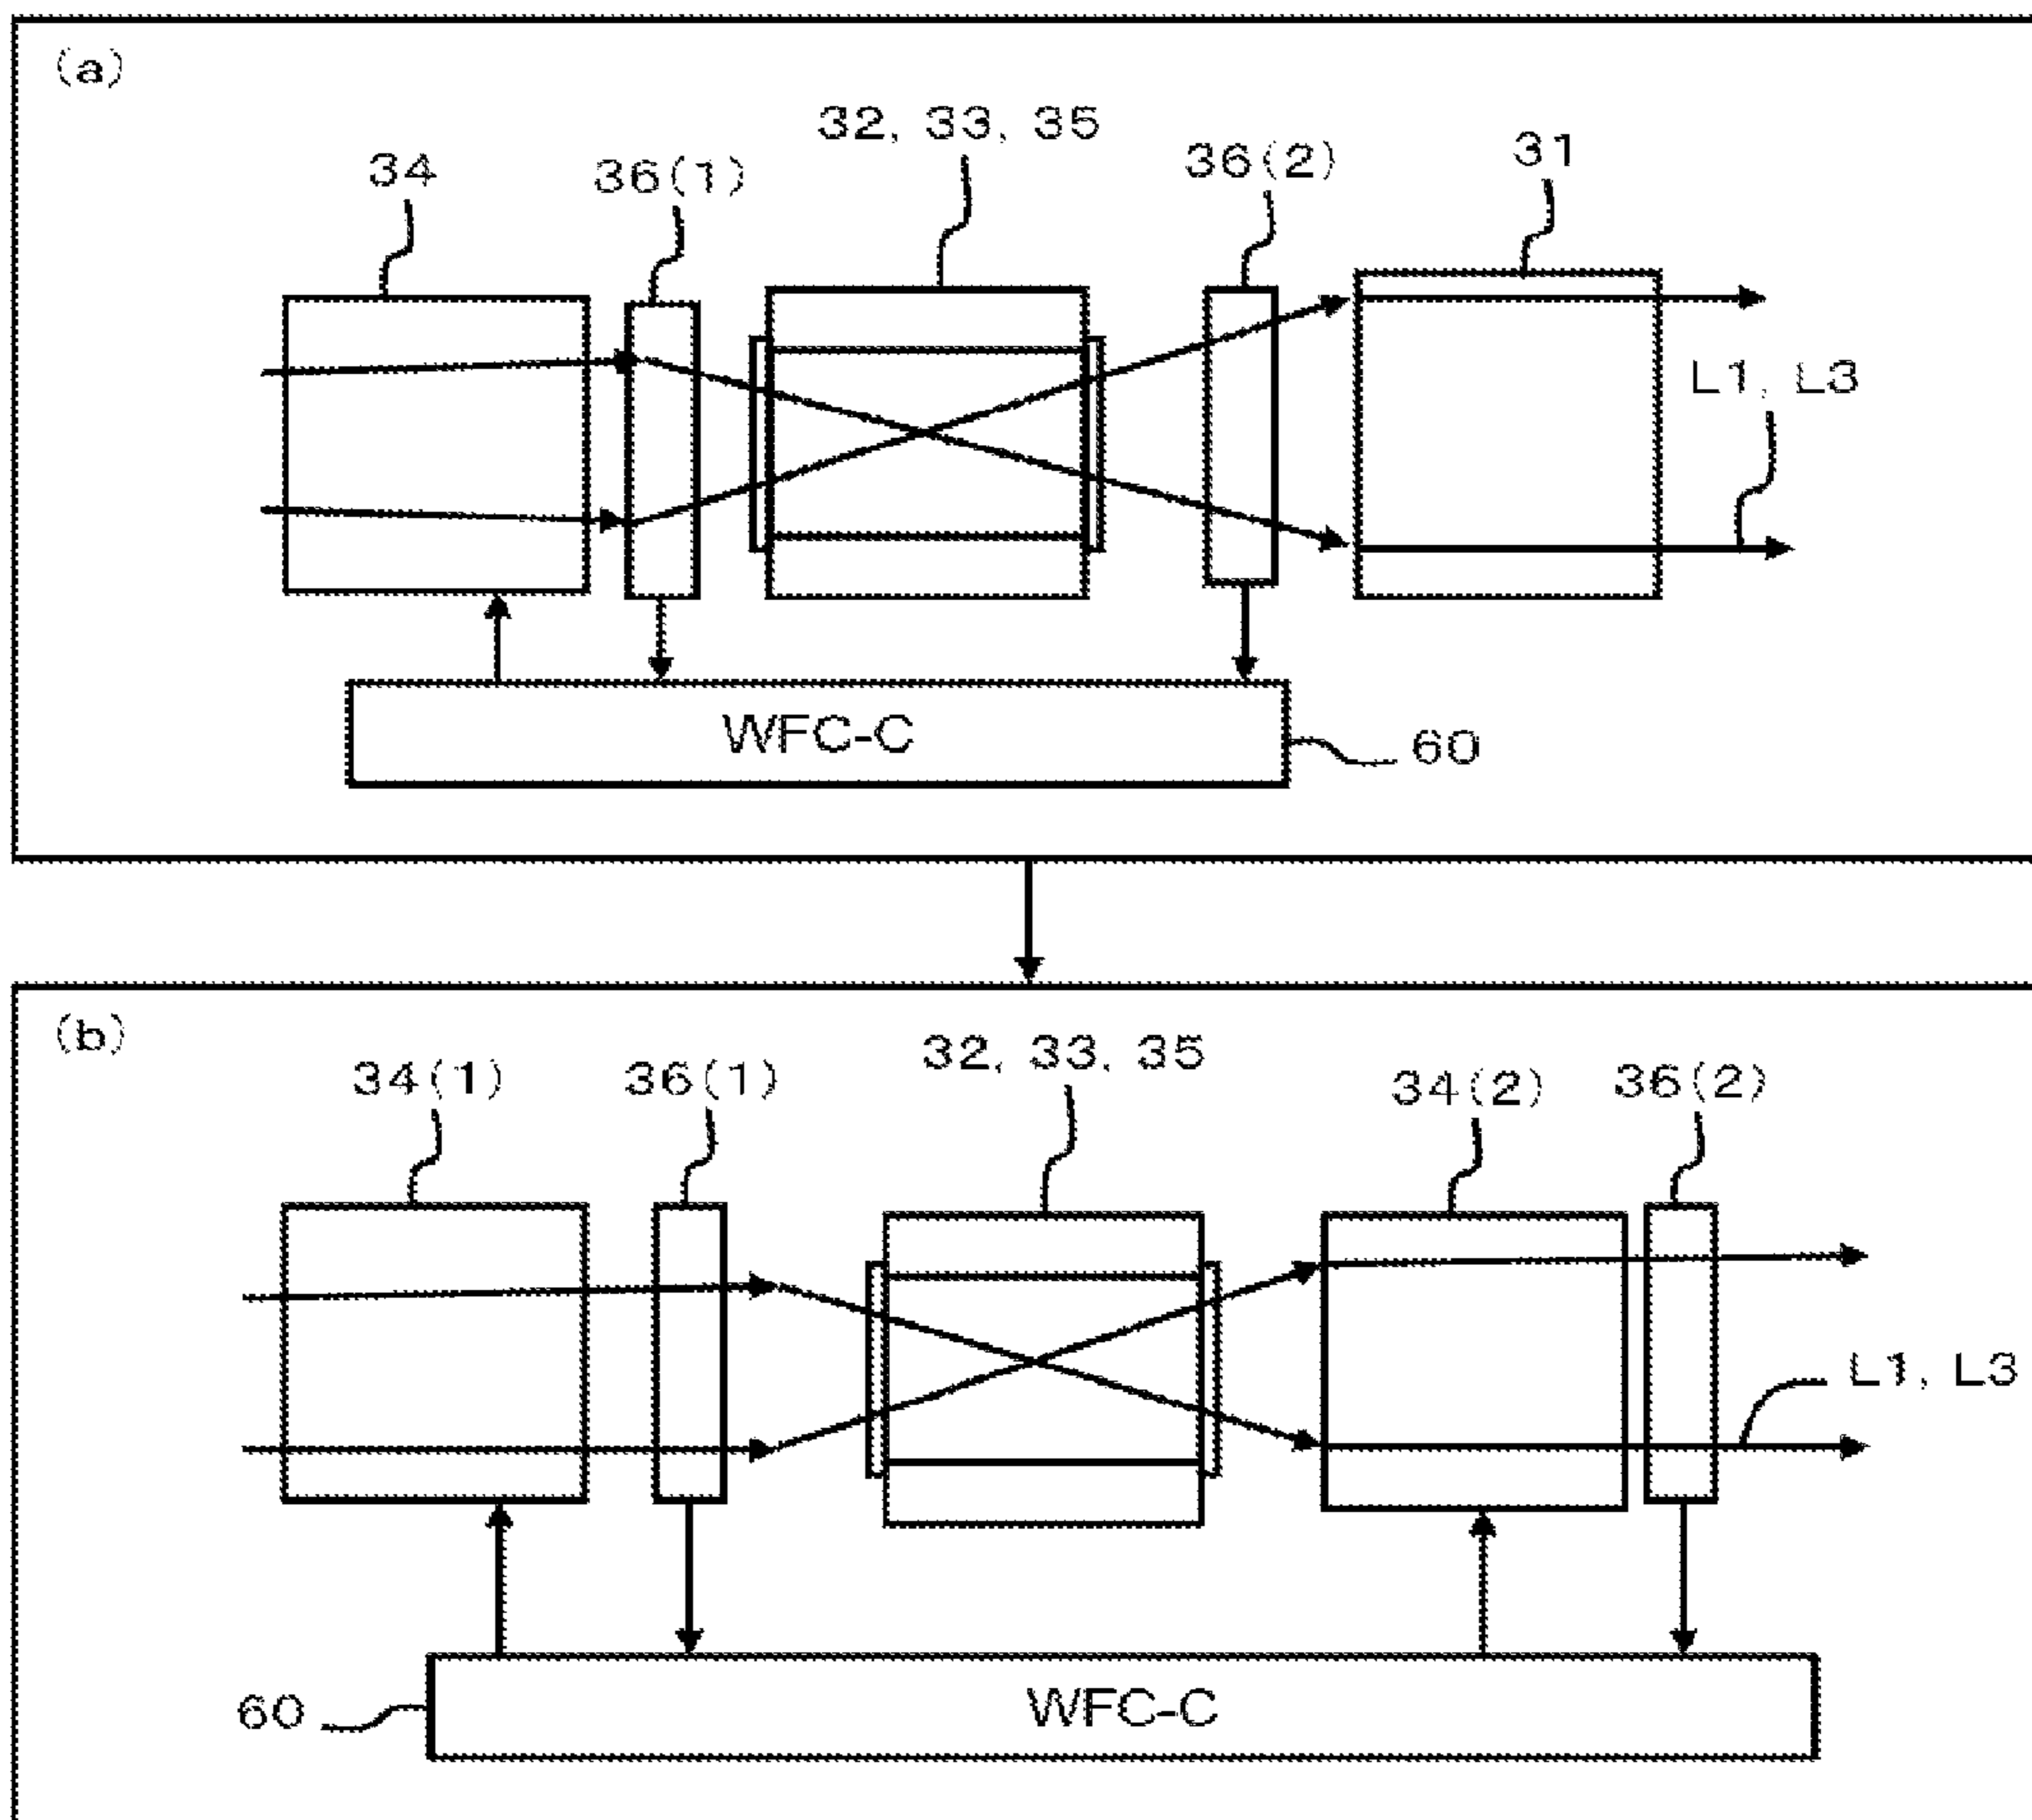 (a)
32, 33, 35
34
36(1)
36(2)
31
L1, L3
WFC-C
60
(b)
34(1)
36(1)
32, 33, 35
34(2)
36(2)
L1, L3
60
WFC-C